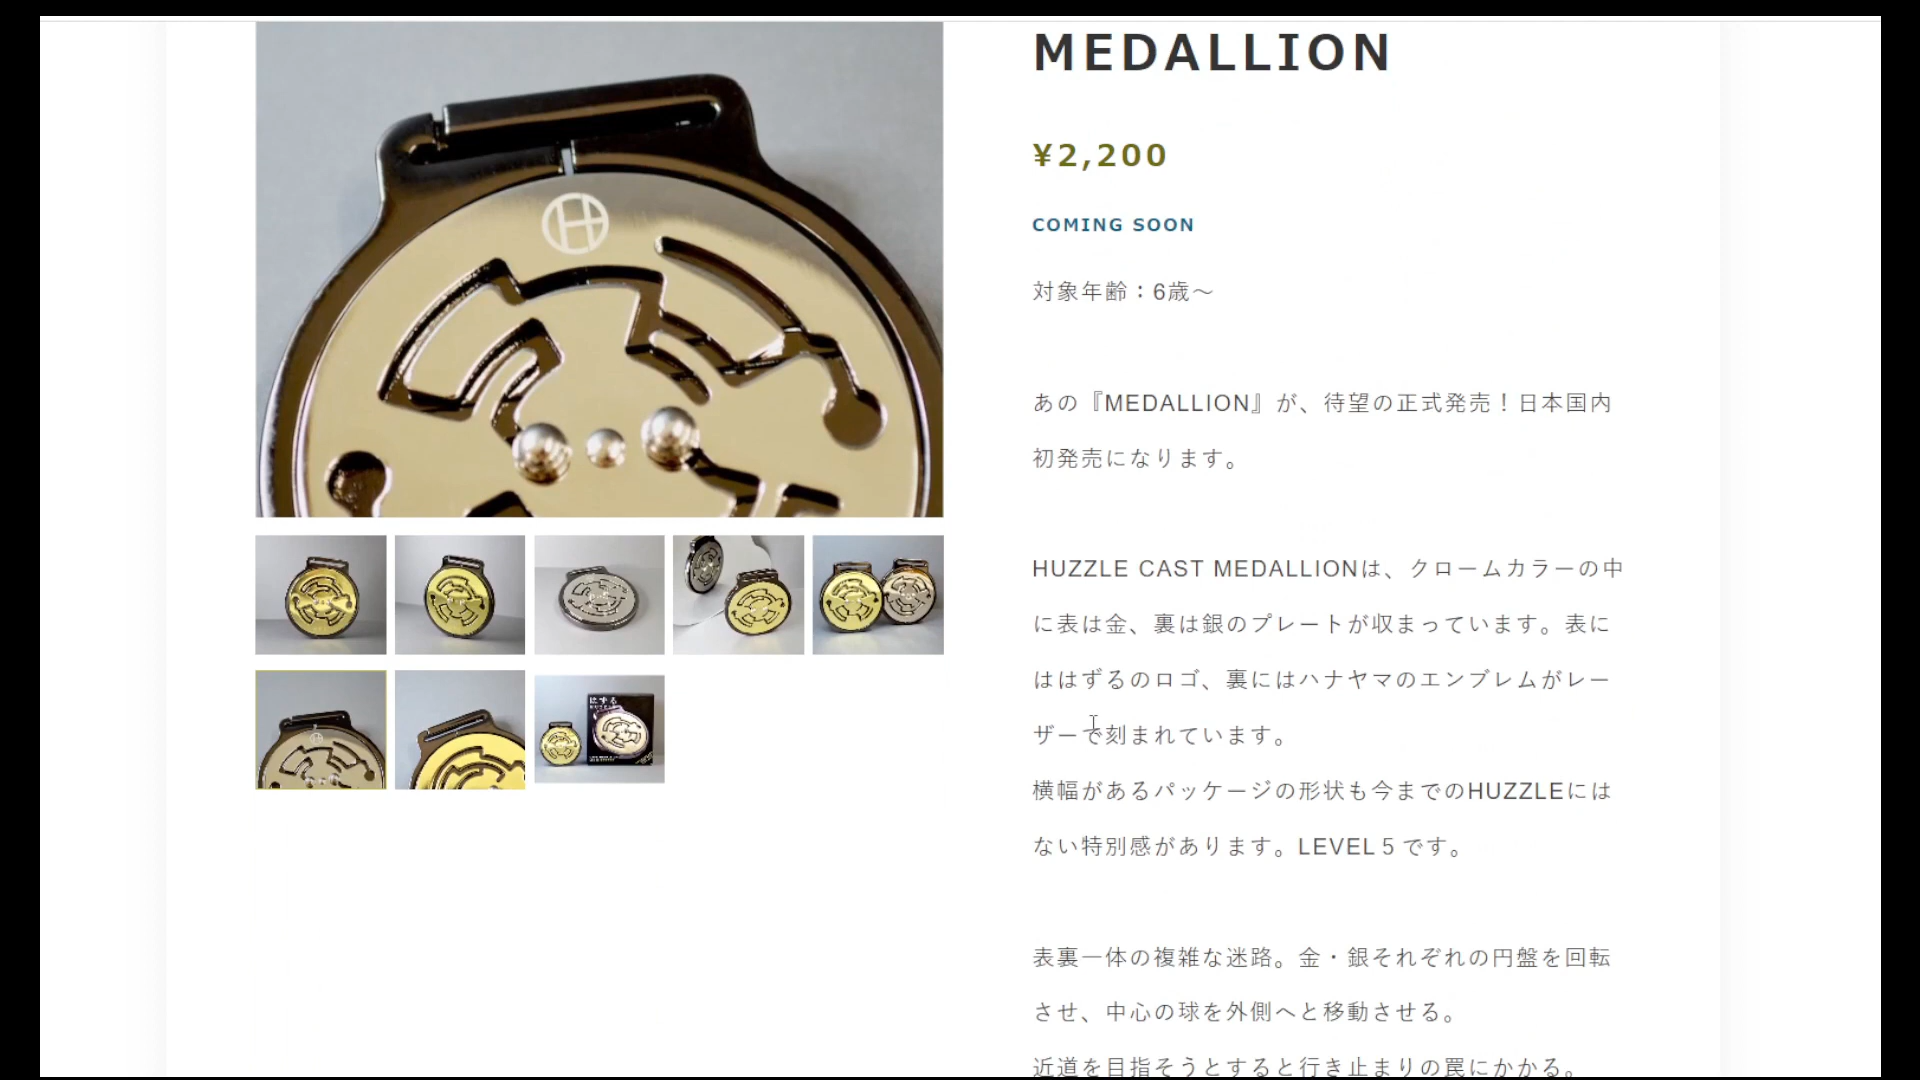 MEDALLION
¥2,200
COMING SOON
対象年齢：6歳～
あの『MEDALLION』が、待望の正式発売！日本国内
初発売になります。
HUZZLE CAST MEDALLIONは、クロームカラーの中
に表は金、裏は銀のプレートが収まっています。表に
ははずるのロゴ、裏にはハナヤマのエンブレムがレー
ザーで刻まれています。
横幅があるパッケージの形状も今までのHUZZLEには
ない特別感があります。LEVEL５です。
表裏一体の複雑な迷路。金・銀それぞれの円盤を回転
させ、中心の球を外側へと移動させる。
近道を目指そうとすると行き止まりの罠にかかる。
H
はずる